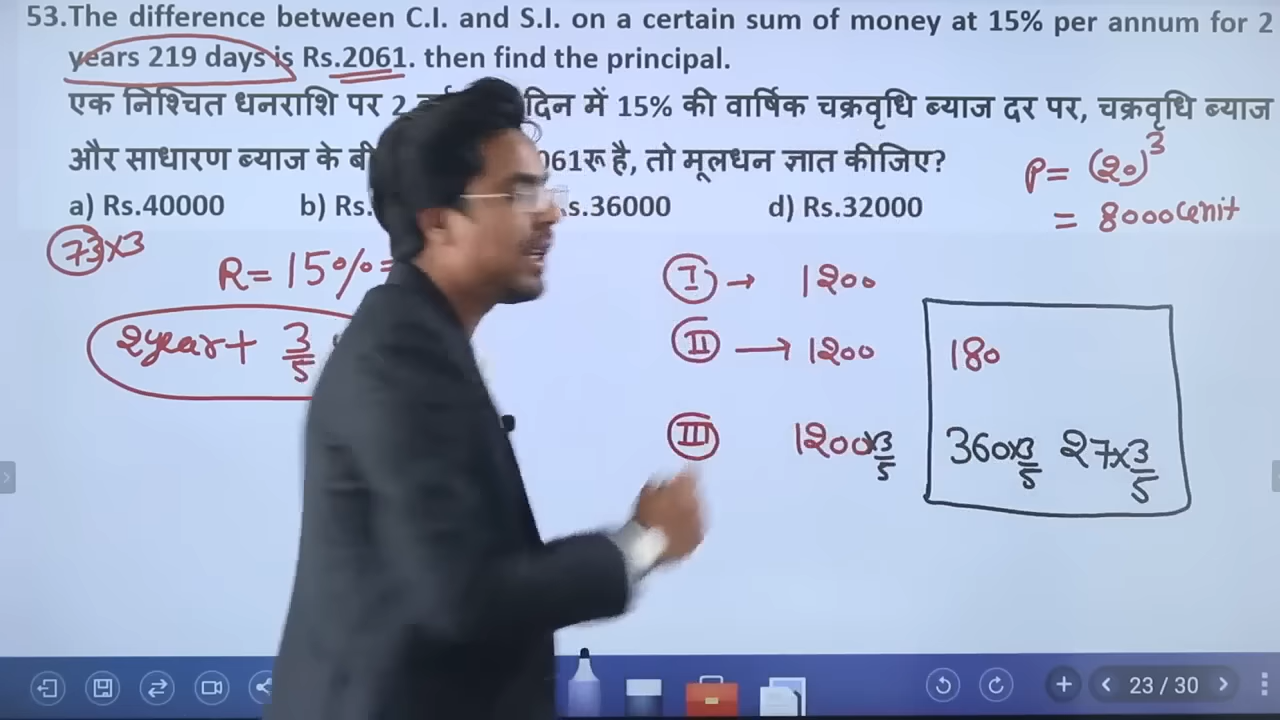 53.The difference between C.I. and S.I. on a certain sum of money at 15% per annum for 2
years 219 days is Rs.2061. then find the principal.
एक निश्चित धनराशि पर 2 दिन में 15% की वार्षिक चक्रवृधि ब्याज दर पर, चक्रवृधि ब्याज
और साधारण ब्याज के 061रू है, तो मूलधन ज्ञात कीजिए?
a) Rs.40000 b) Rs. s.36000 d) Rs.32000
P = (20)³
= 8000 unit
73×3
R = 15% =
2year + 3/5
I → 1200
II → 1200 180
III 1200×3/5 360×3/5 27×3/5
23 / 30